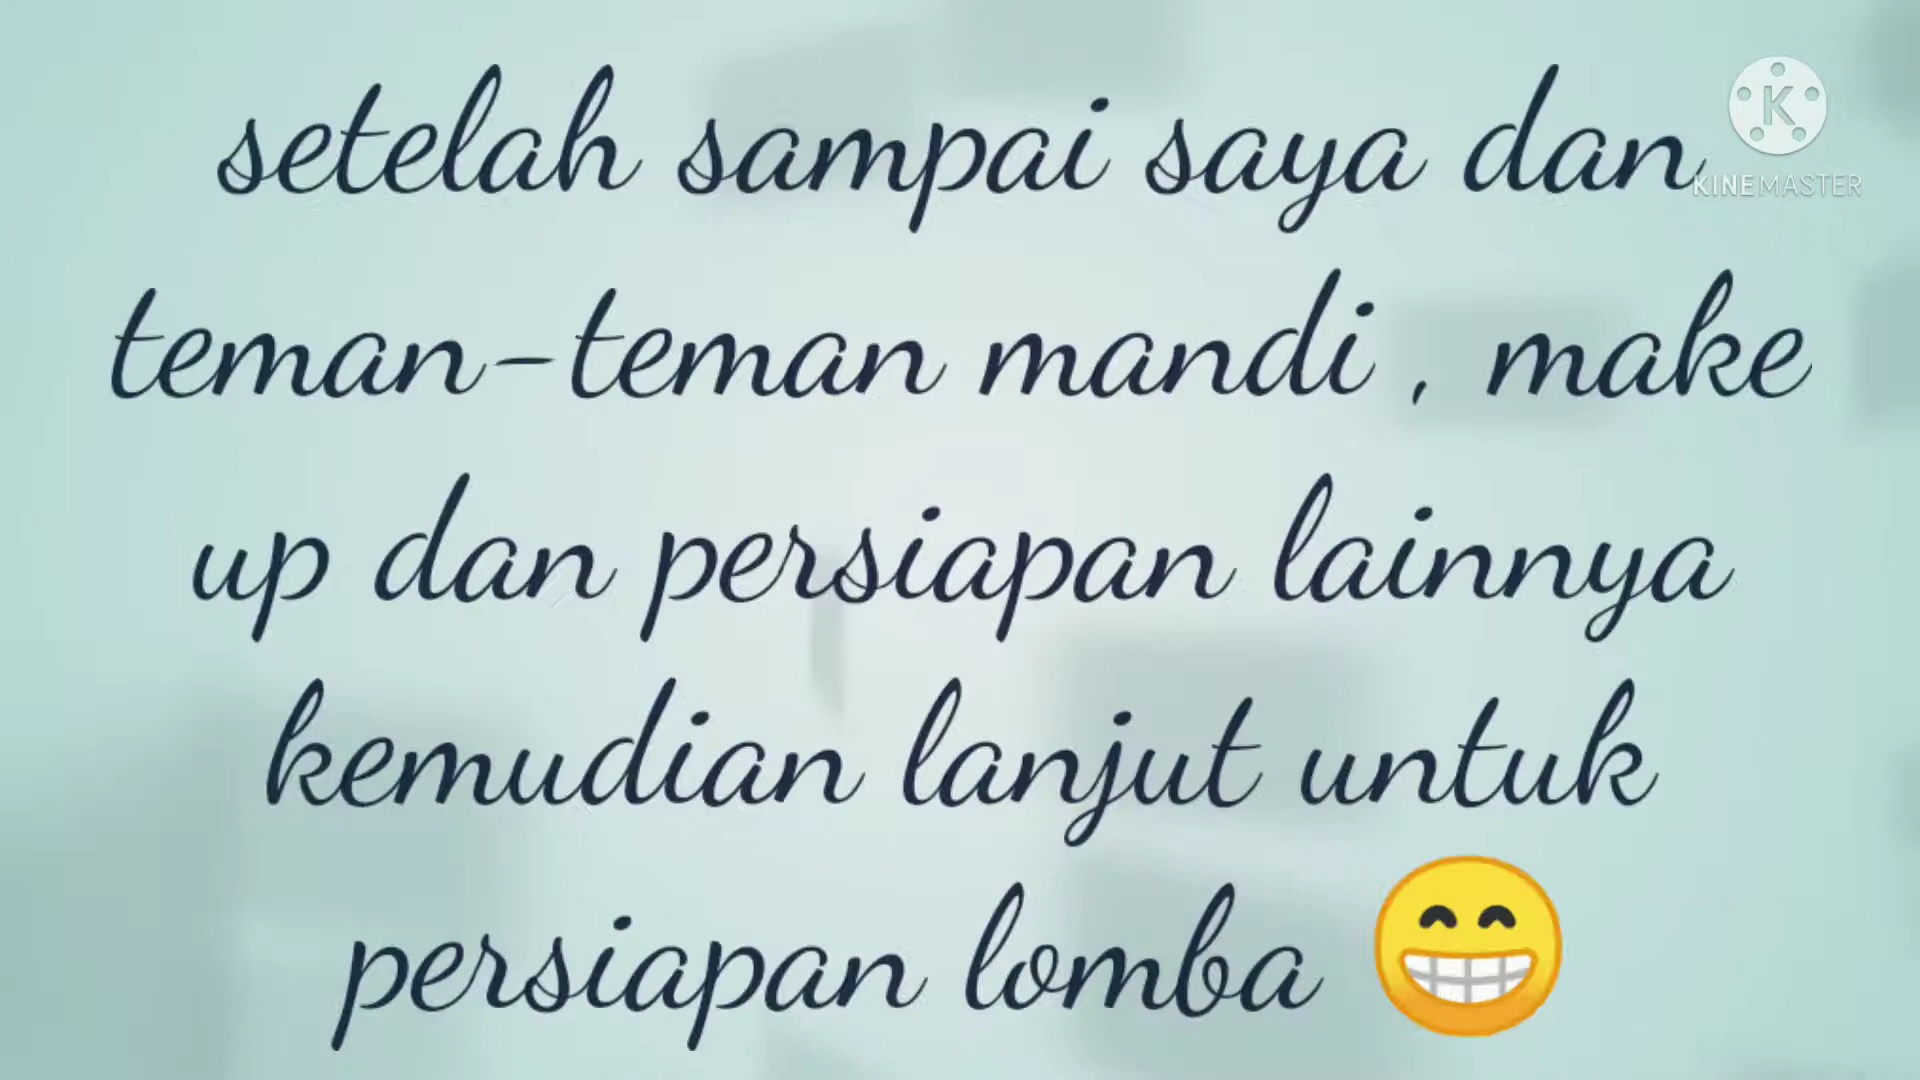 setelah sampai saya dan
teman-teman mandi , make
up dan persiapan lainnya
kemudian lanjut untuk
persiapan lomba 😁
K
KINEMASTER